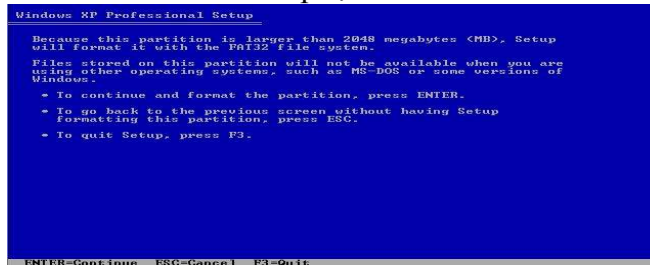 Windows XP Professional Setup
Because this partition is larger than 2048 megabytes (MB), Setup
will format it with the FAT32 file system.
Files stored on this partition will not be available when you are
using other operating systems, such as MS-DOS or some versions of
Windows.
• To continue and format the partition, press ENTER.
• To go back to the previous screen without having Setup
formatting this partition, press ESC.
• To quit Setup, press F3.
ENTER=Continue ESC=Cancel F3=Quit